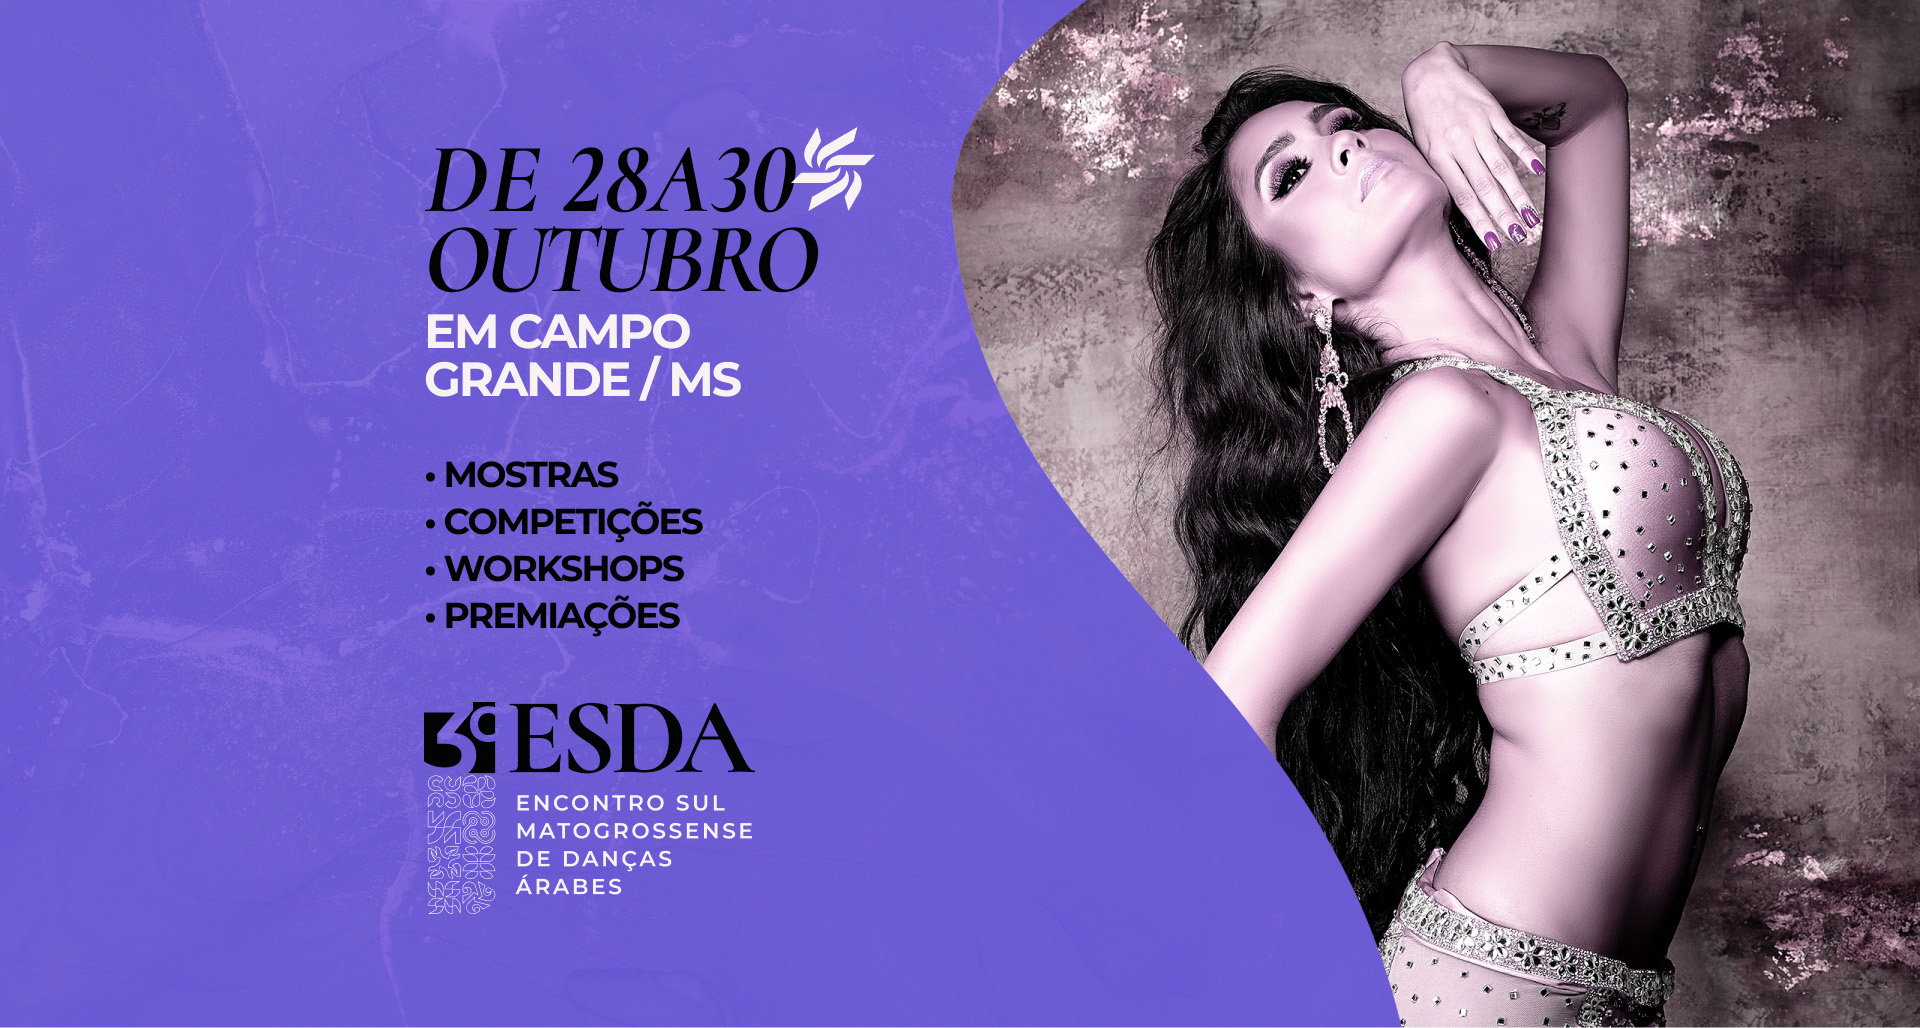 DE 28A30
OUTUBRO
EM CAMPO
GRANDE / MS
• MOSTRAS
• COMPETIÇÕES
• WORKSHOPS
• PREMIAÇÕES
3º ESDA
ENCONTRO SUL
MATOGROSSENSE
DE DANÇAS
ÁRABES